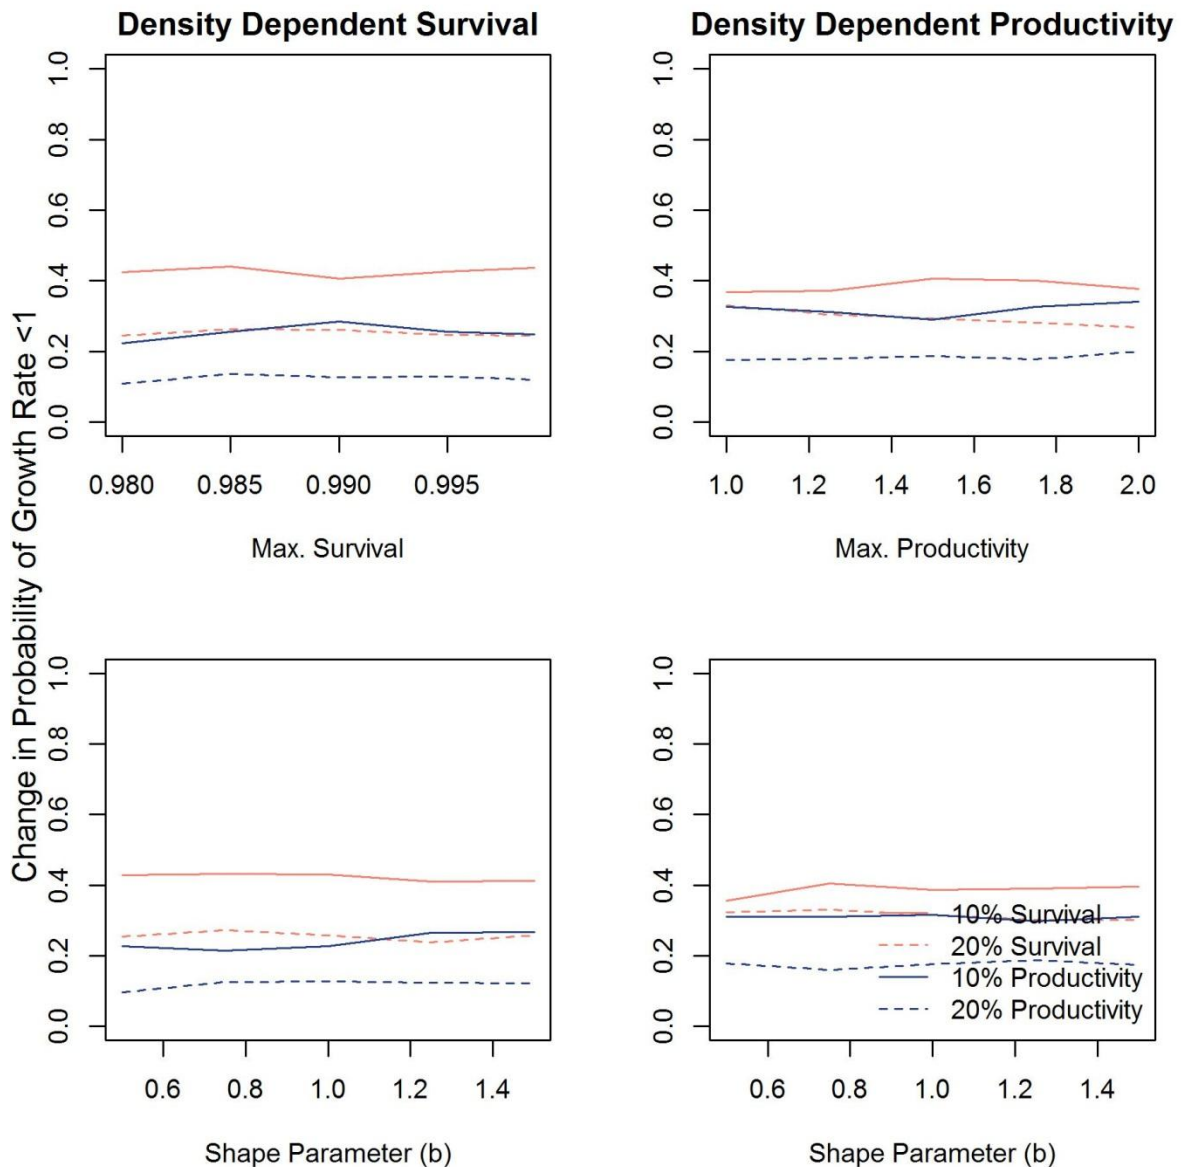 Density Dependent Survival
Density Dependent Productivity
Change in Probability of Growth Rate <1
1.0
0.8
0.6
0.4
0.2
0.0
0.980 0.985 0.990 0.995
Max. Survival
1.0
0.8
0.6
0.4
0.2
0.0
1.0 1.2 1.4 1.6 1.8 2.0
Max. Productivity
1.0
0.8
0.6
0.4
0.2
0.0
0.6 0.8 1.0 1.2 1.4
Shape Parameter (b)
1.0
0.8
0.6
0.4
0.2
0.0
10% Survival
20% Survival
10% Productivity
20% Productivity
0.6 0.8 1.0 1.2 1.4
Shape Parameter (b)